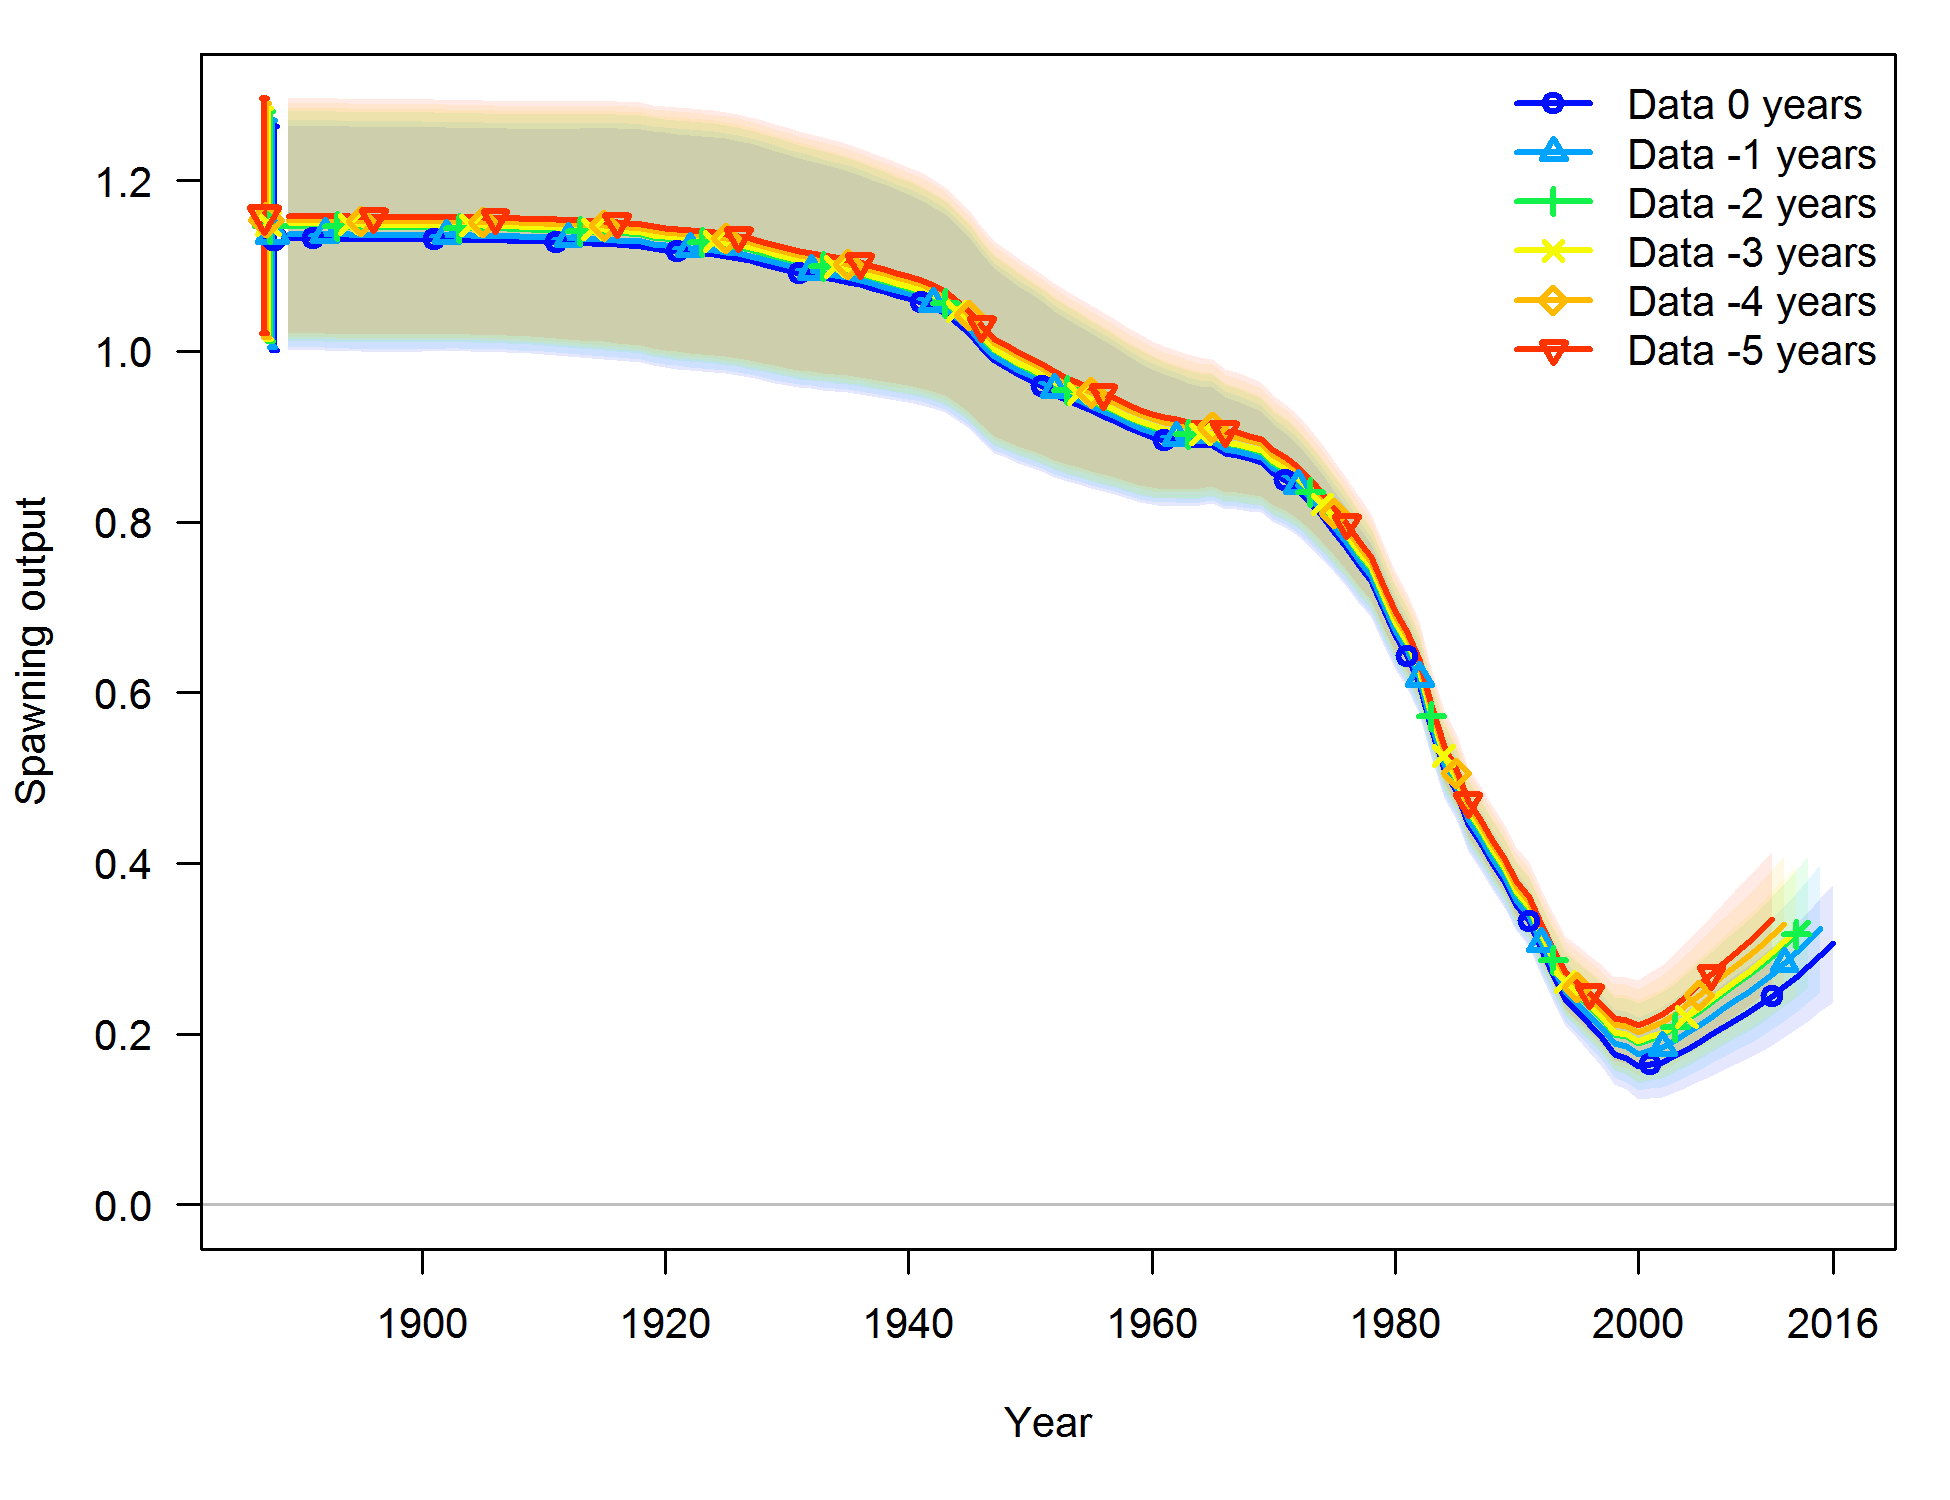 Data 0 years
Data -1 years
Data -2 years
Data -3 years
Data -4 years
Data -5 years
Spawning output
1.2
1.0
0.8
0.6
0.4
0.2
0.0
1900 1920 1940 1960 1980 2000 2016
Year